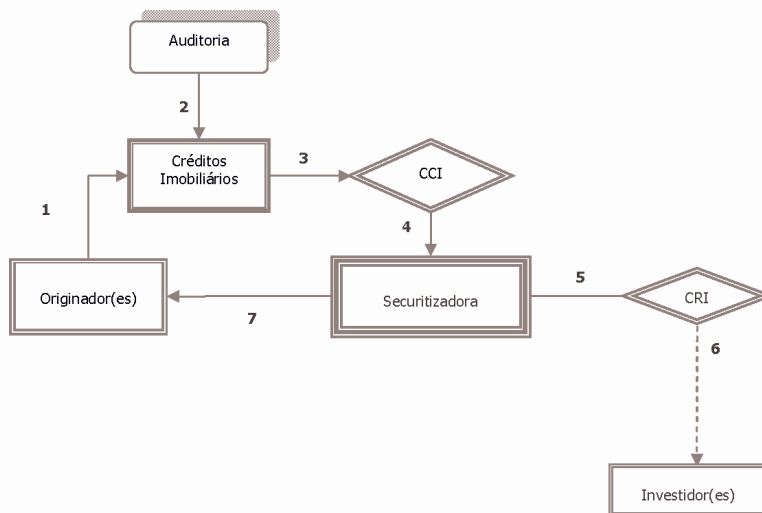 Auditoria
2
Créditos
Imobiliários
3
CCI
1
4
Originador(es)
Securitizadora
5
CRI
7
6
Investidor(es)